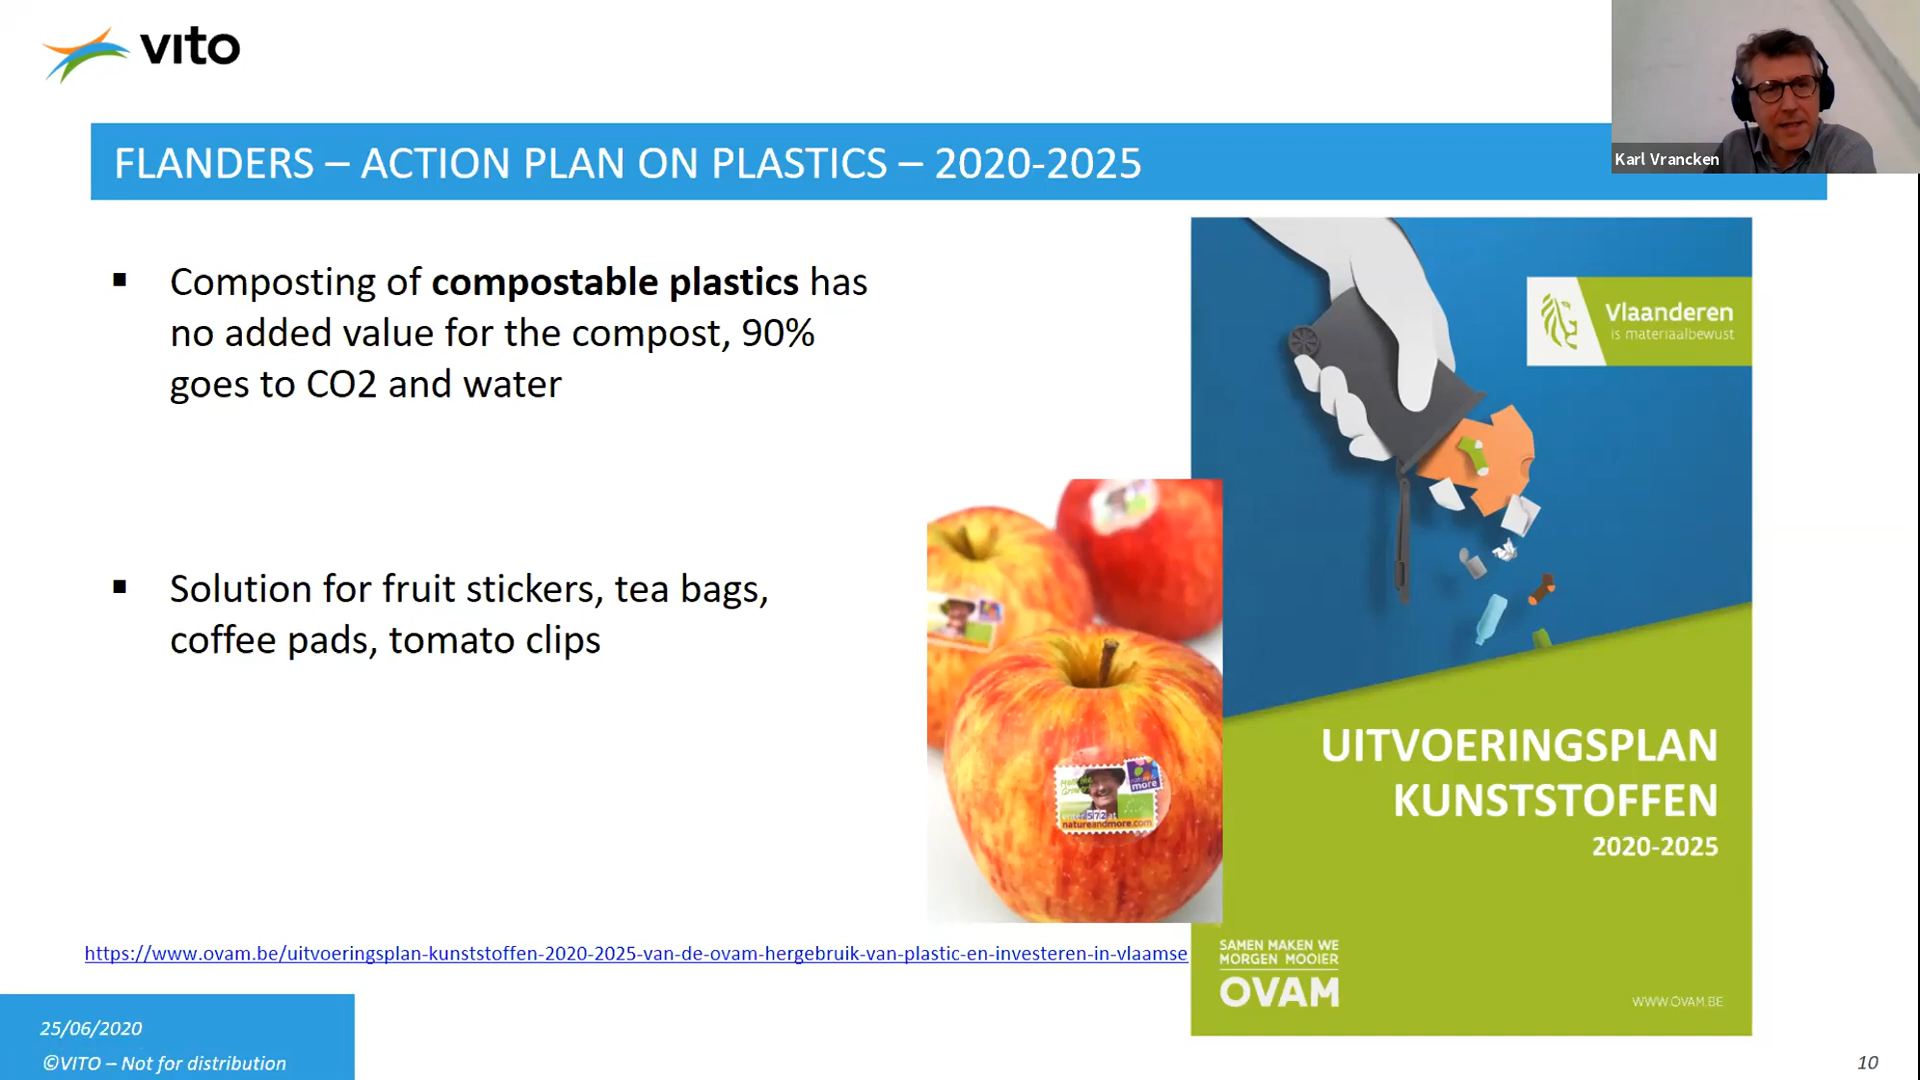 vito
Karl Vrancken
FLANDERS – ACTION PLAN ON PLASTICS – 2020-2025
▪ Composting of compostable plastics has
no added value for the compost, 90%
goes to CO2 and water
▪ Solution for fruit stickers, tea bags,
coffee pads, tomato clips
Vlaanderen
is materiaalbewust
more
natureandmore.com
UITVOERINGSPLAN
KUNSTSTOFFEN
2020-2025
https://www.ovam.be/uitvoeringsplan-kunststoffen-2020-2025-van-de-ovam-hergebruik-van-plastic-en-investeren-in-vlaamse
SAMEN MAKEN WE
MORGEN MOOIER
OVAM
WWW.OVAM.BE
25/06/2020
©VITO – Not for distribution
10